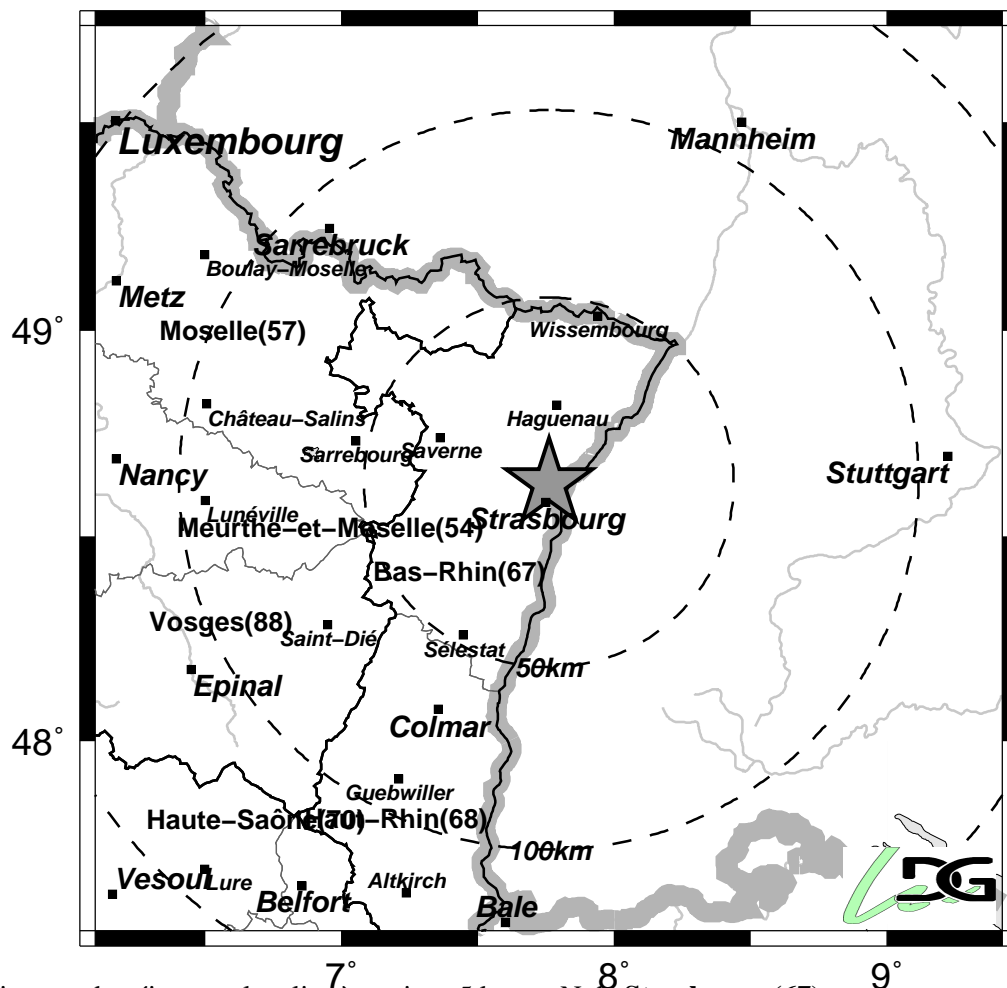 Luxembourg
Mannheim
Sarrebruck
Boulay–Moselle
Metz
49°
Moselle(57)
Wissembourg
Château–Salins
Haguenau
Sarrebourg
Saverne
Nancy
Stuttgart
Lunéville
Strasbourg
Meurthe–et–Moselle(54)
Bas–Rhin(67)
Vosges(88)
Saint–Dié
Sélestat
50km
Epinal
Colmar
48°
Guebwiller
Haute–Saône(70)
Haut–Rhin(68)
100km
Vesoul
Lure
Altkirch
Belfort
Bale
LDG
7°
8°
9°